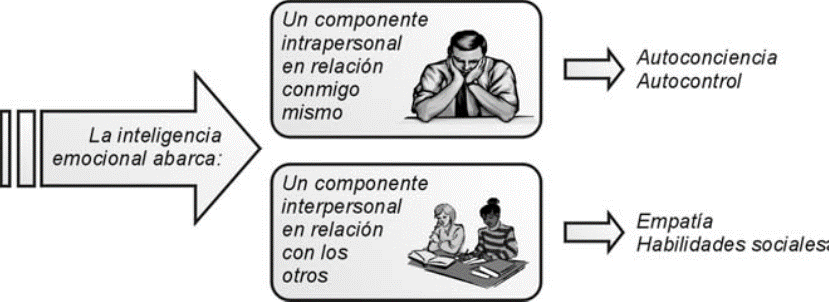 La inteligencia
emocional abarca:
Un componente
intrapersonal
en relación
conmigo
mismo
Autoconciencia
Autocontrol
Un componente
interpersonal
en relación
con los
otros
Empatía
Habilidades sociales